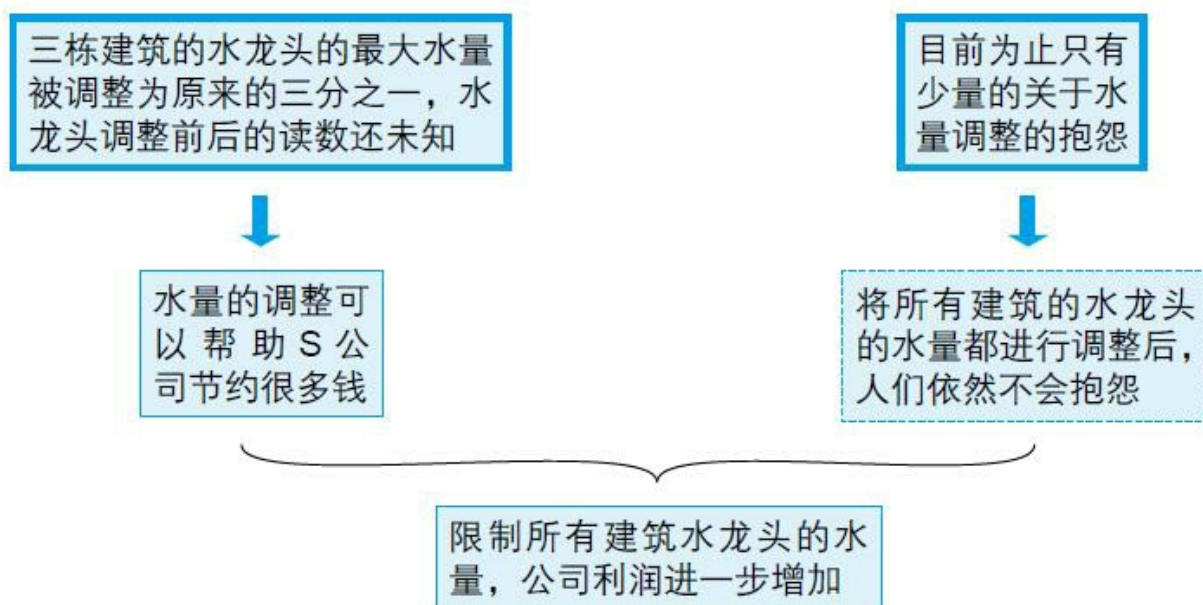 三栋建筑的水龙头的最大水量
被调整为原来的三分之一，水
龙头调整前后的读数还未知
目前为止只有
少量的关于水
量调整的抱怨
水量的调整可
以帮助S公
司节约很多钱
将所有建筑的水龙头
的水量都进行调整后，
人们依然不会抱怨
限制所有建筑水龙头的水
量，公司利润进一步增加